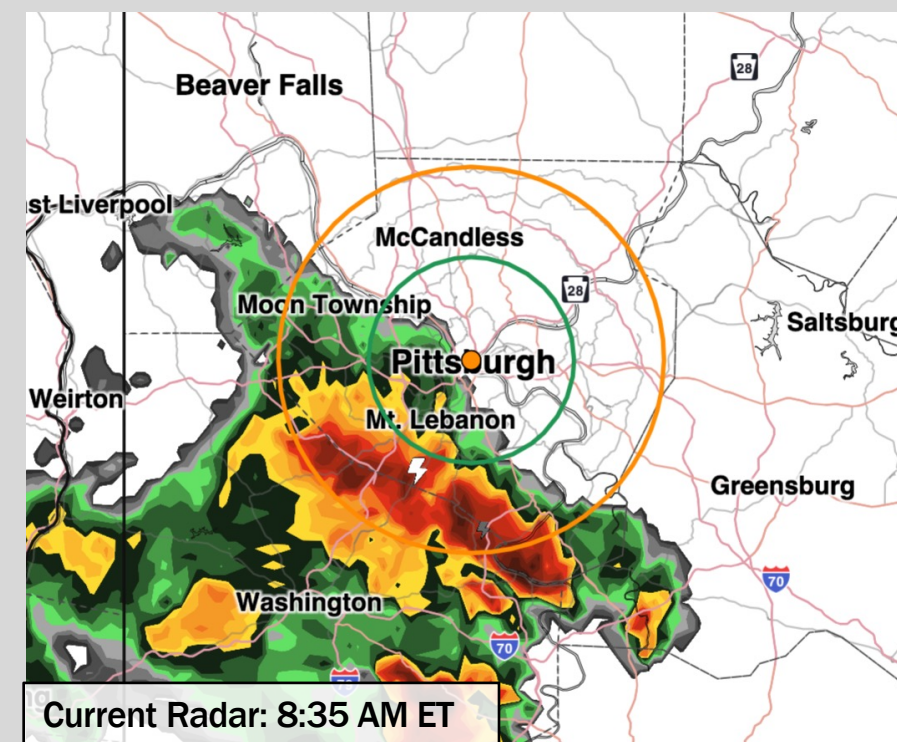 28
Beaver Falls
st Liverpool
McCandless
28
Moon Township
Saltsburg
Pittsburgh
Weirton
Mt. Lebanon
Greensburg
70
Washington
70
70
Current Radar: 8:35 AM ET